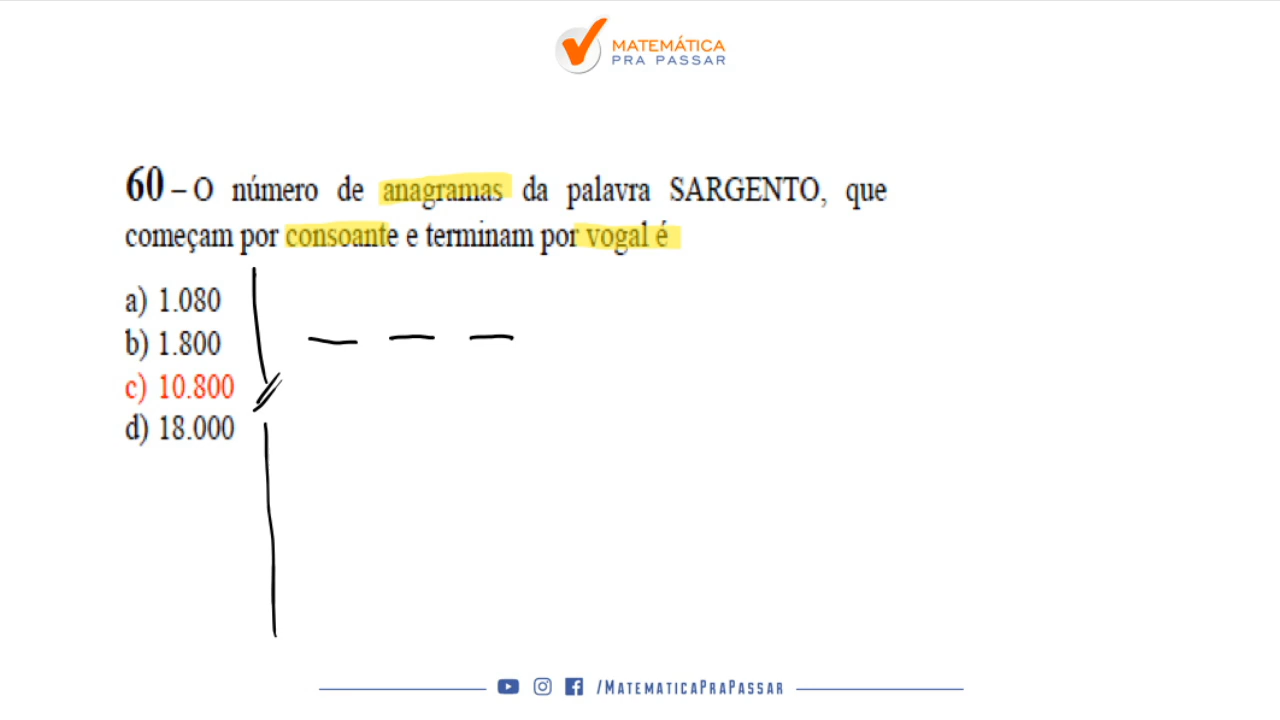 MATEMÁTICA
PRA PASSAR
60 – O número de anagramas da palavra SARGENTO, que
começam por consoante e terminam por vogal é
a) 1.080
b) 1.800
c) 10.800
d) 18.000
/MATEMATICAPRAPASSAR